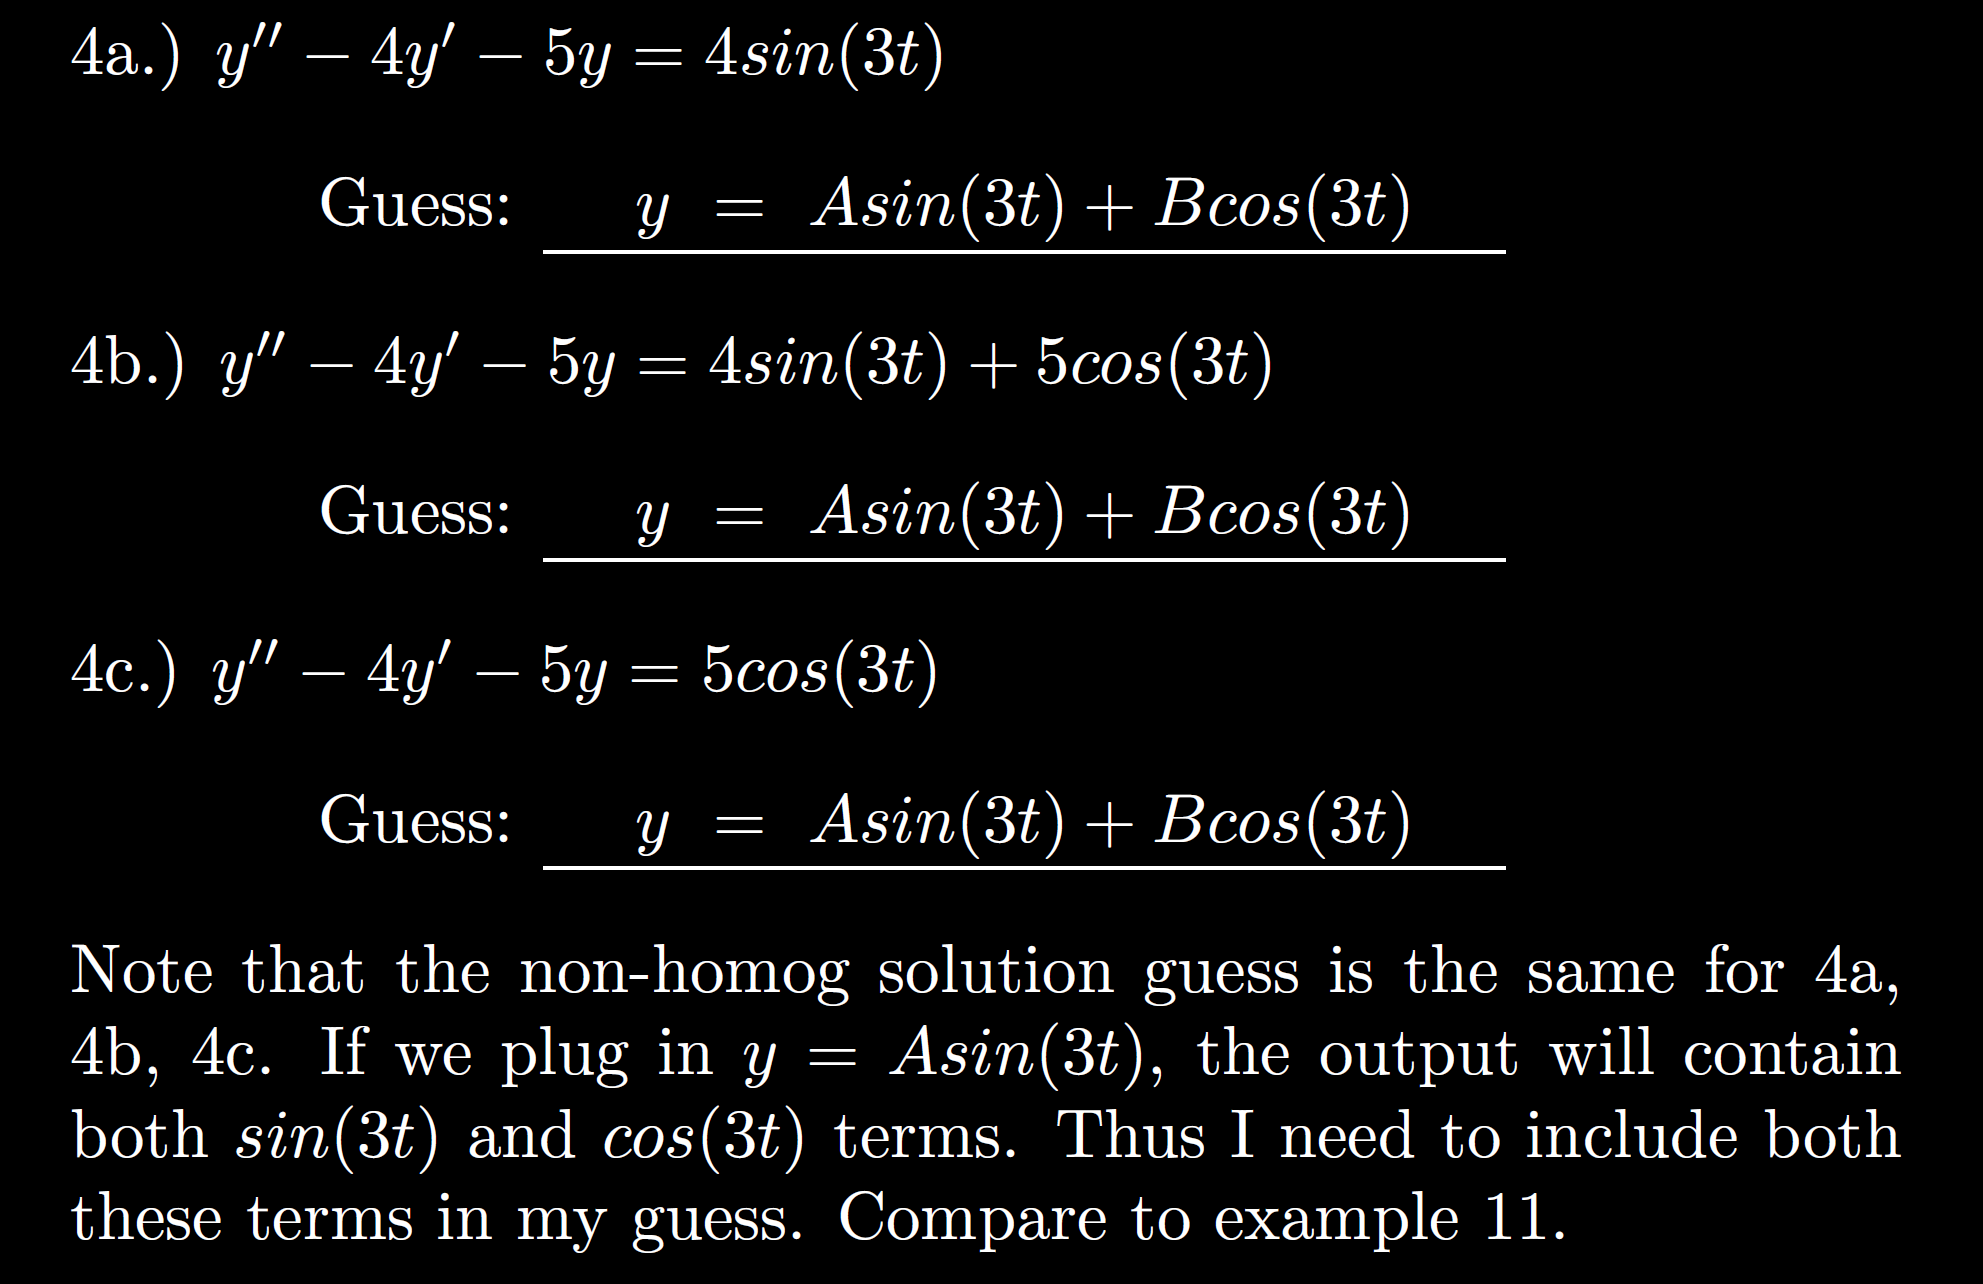 4a.) y′′ − 4y′ − 5y = 4sin(3t)
Guess: y = Asin(3t) + Bcos(3t)
4b.) y′′ − 4y′ − 5y = 4sin(3t) + 5cos(3t)
Guess: y = Asin(3t) + Bcos(3t)
4c.) y′′ − 4y′ − 5y = 5cos(3t)
Guess: y = Asin(3t) + Bcos(3t)
Note that the non-homog solution guess is the same for 4a,
4b, 4c. If we plug in y = Asin(3t), the output will contain
both sin(3t) and cos(3t) terms. Thus I need to include both
these terms in my guess. Compare to example 11.